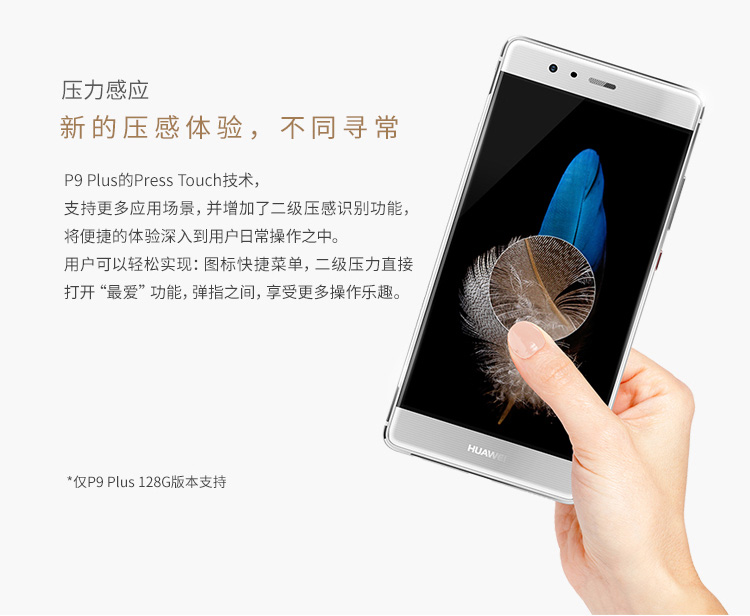 压力感应
新的压感体验，不同寻常
P9 Plus的Press Touch技术，
支持更多应用场景，并增加了二级压感识别功能，
将便捷的体验深入到用户日常操作之中。
用户可以轻松实现：图标快捷菜单，二级压力直接
打开“最爱”功能，弹指之间，享受更多操作乐趣。
HUAWEI
*仅P9 Plus 128G版本支持